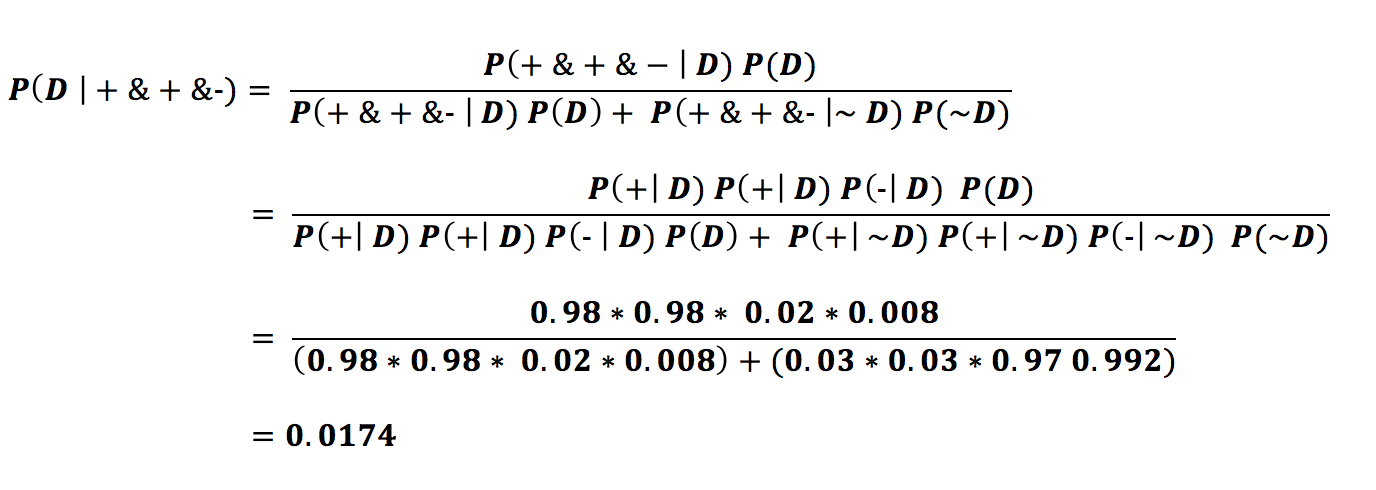 P(D | + & + &-) = P(+ & + & − | D) P(D) / P(+ & + &- | D) P(D) + P(+ & + &- |~ D) P(~D)
= P(+| D) P(+| D) P(-| D) P(D) / P(+| D) P(+| D) P(- | D) P(D) + P(+| ~D) P(+| ~D) P(-| ~D) P(~D)
= 0.98 * 0.98 * 0.02 * 0.008 / (0.98 * 0.98 * 0.02 * 0.008) + (0.03 * 0.03 * 0.97 0.992)
= 0.0174